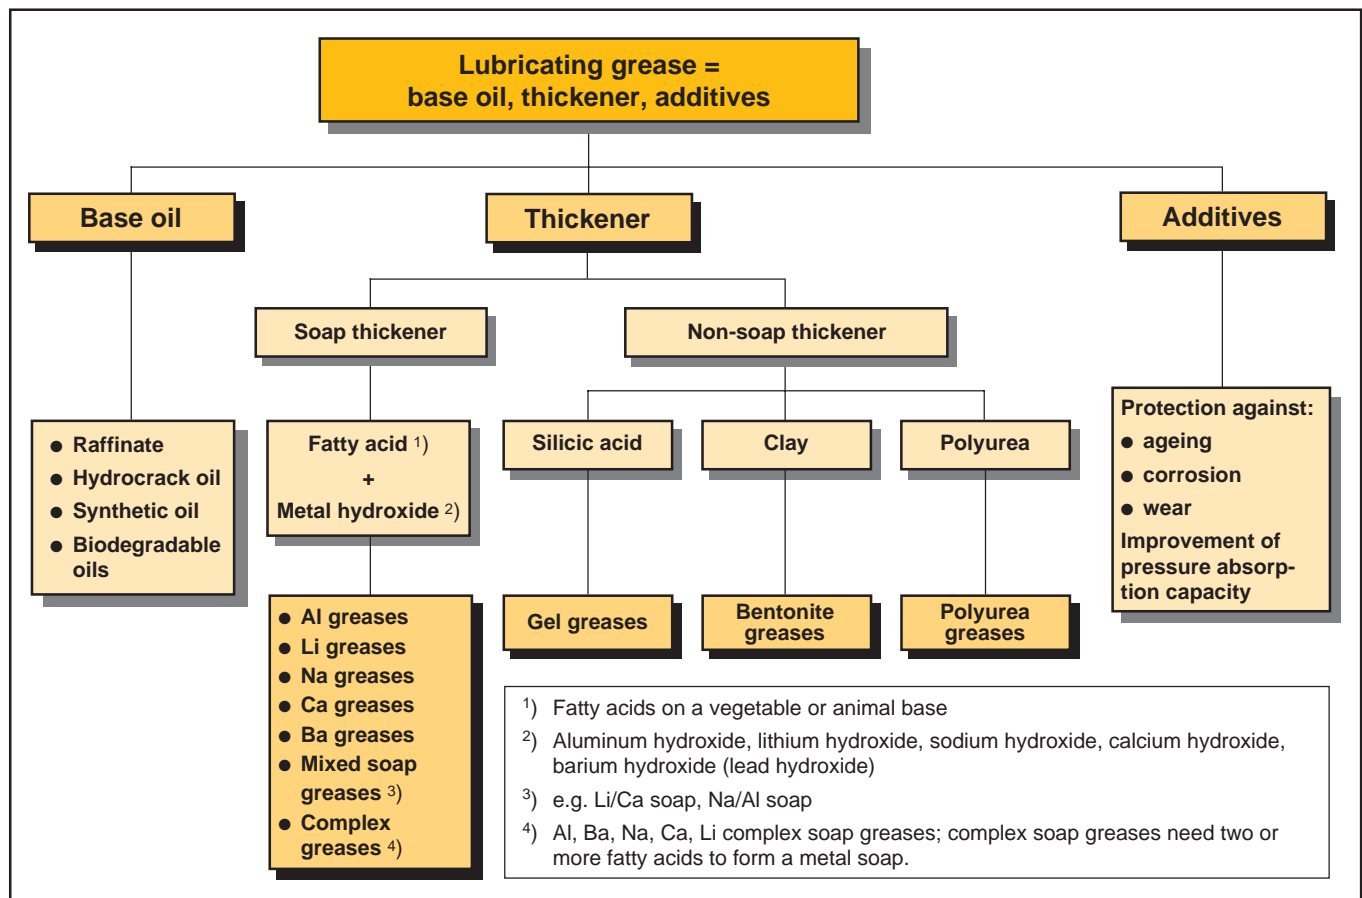 Lubricating grease =
base oil, thickener, additives
Base oil
Thickener
Additives
Soap thickener
Non-soap thickener
● Raffinate
● Hydrocrack oil
● Synthetic oil
● Biodegradable
oils
Fatty acid 1)
+
Metal hydroxide 2)
Silicic acid
Clay
Polyurea
Protection against:
● ageing
● corrosion
● wear
Improvement of
pressure absorp-
tion capacity
● Al greases
● Li greases
● Na greases
● Ca greases
● Ba greases
● Mixed soap
greases 3)
● Complex
greases 4)
Gel greases
Bentonite
greases
Polyurea
greases
1) Fatty acids on a vegetable or animal base
2) Aluminum hydroxide, lithium hydroxide, sodium hydroxide, calcium hydroxide,
barium hydroxide (lead hydroxide)
3) e.g. Li/Ca soap, Na/Al soap
4) Al, Ba, Na, Ca, Li complex soap greases; complex soap greases need two or
more fatty acids to form a metal soap.